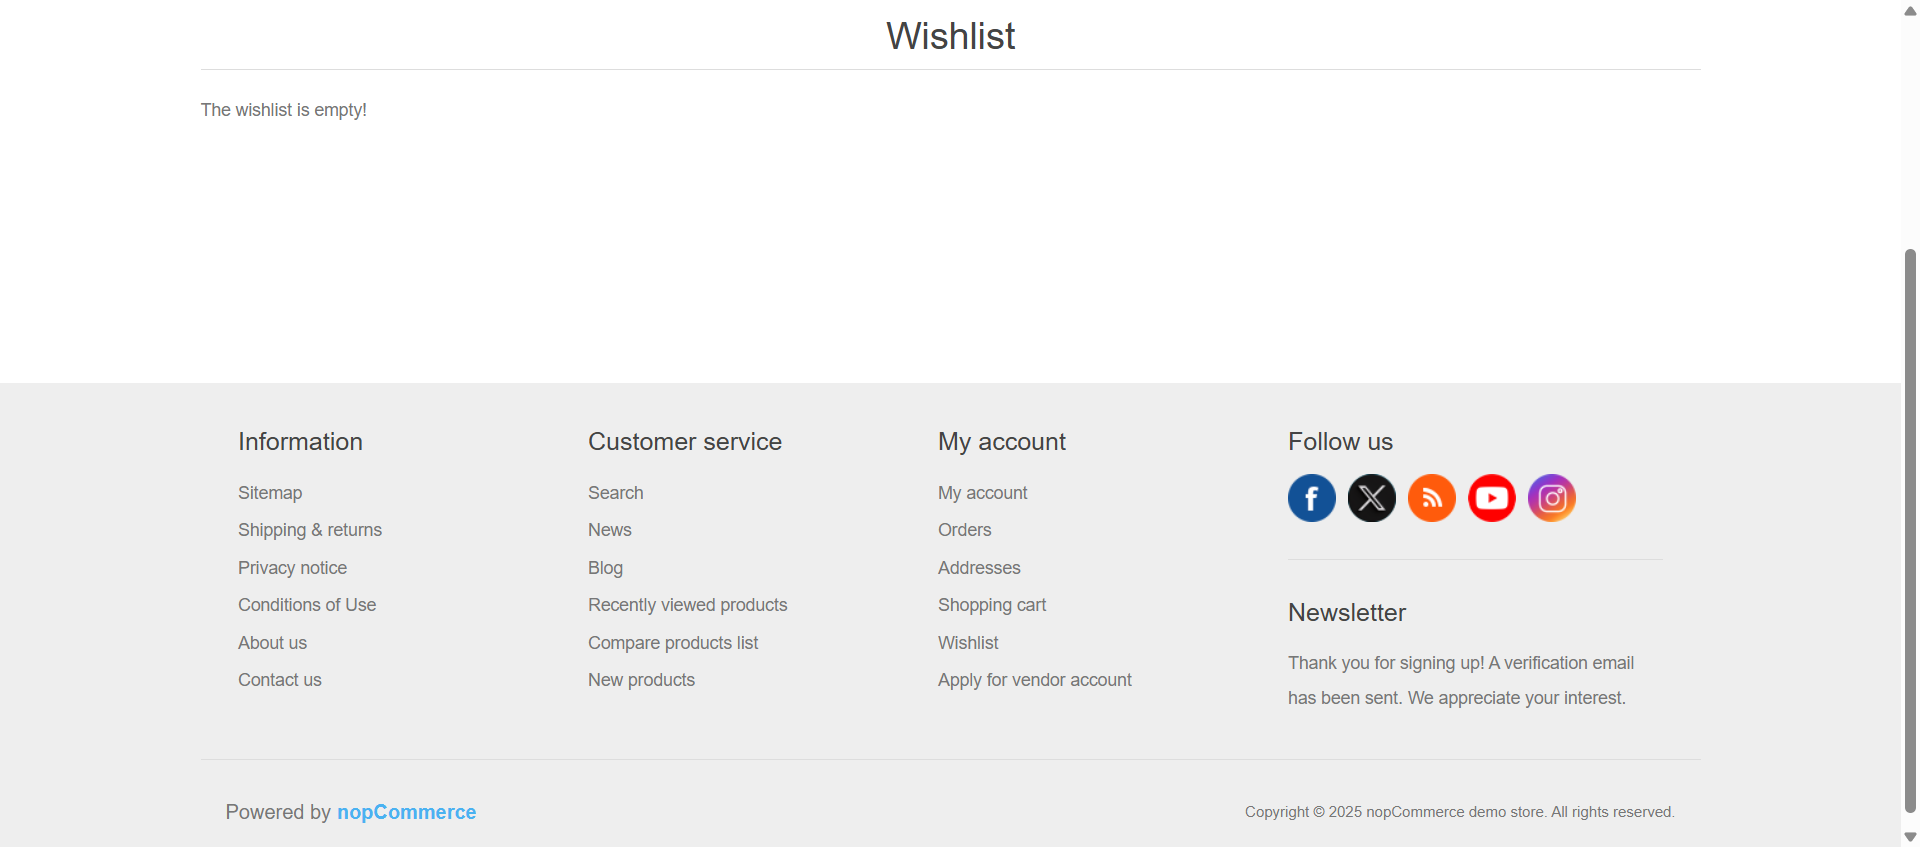 Wishlist
The wishlist is empty!
Information
Sitemap
Shipping & returns
Privacy notice
Conditions of Use
About us
Contact us
Customer service
Search
News
Blog
Recently viewed products
Compare products list
New products
My account
My account
Orders
Addresses
Shopping cart
Wishlist
Apply for vendor account
Follow us
Newsletter
Thank you for signing up! A verification email
has been sent. We appreciate your interest.
Powered by nopCommerce
Copyright © 2025 nopCommerce demo store. All rights reserved.